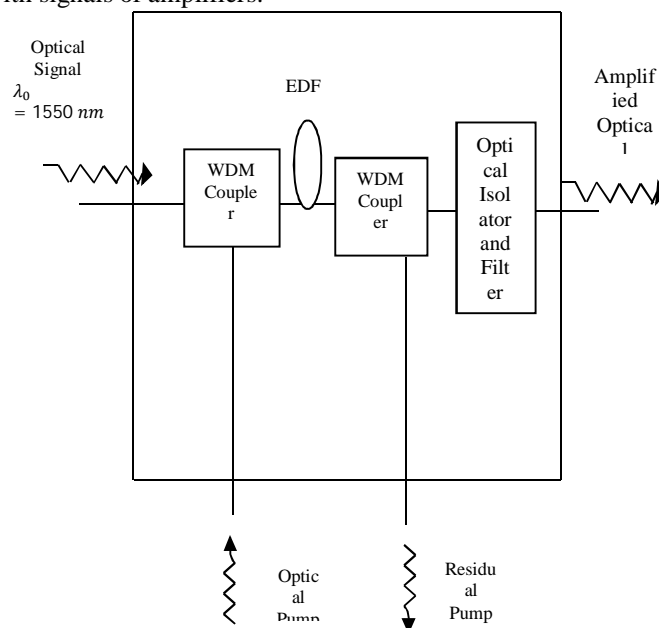 ith signals of amplifiers.
Optical
Signal
λ₀
= 1550 nm
EDF
Amplif
ied
Optica
l
WDM
Couple
r
WDM
Coupl
er
Opti
cal
Isol
ator
and
Filt
er
Optic
al
Pump
Residu
al
Pump